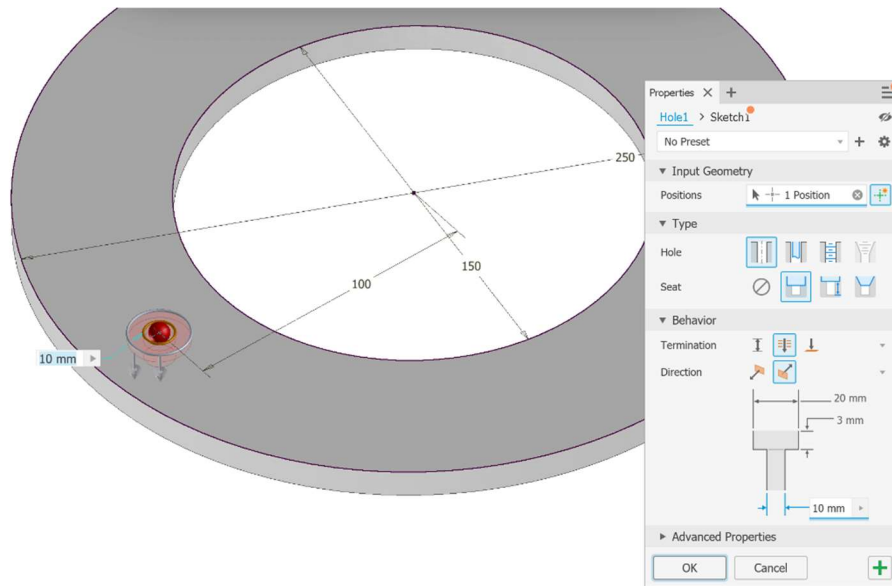 Properties
Hole1 > Sketch1
No Preset
Input Geometry
Positions 1 Position
Type
Hole
Seat
Behavior
Termination
Direction
20 mm
3 mm
10 mm
Advanced Properties
OK Cancel
250
150
100
10 mm